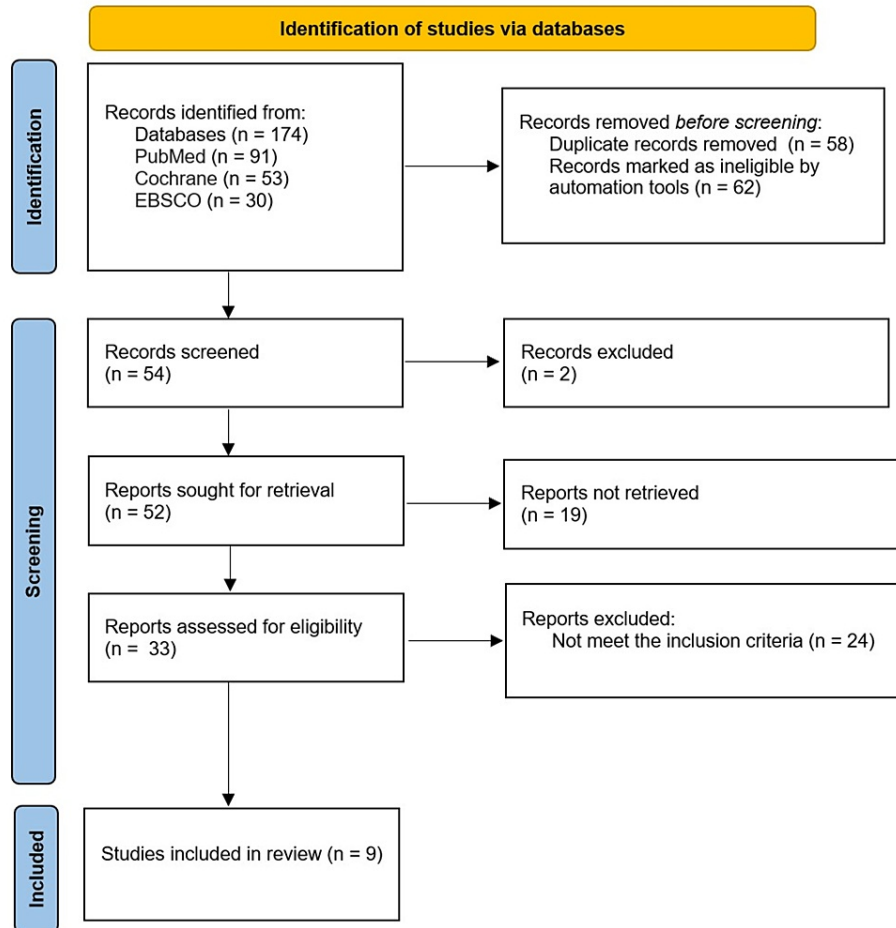 Identification of studies via databases
Identification
Records identified from:
Databases (n = 174)
PubMed (n = 91)
Cochrane (n = 53)
EBSCO (n = 30)
Records removed before screening:
Duplicate records removed (n = 58)
Records marked as ineligible by
automation tools (n = 62)
Screening
Records screened
(n = 54)
Records excluded
(n = 2)
Reports sought for retrieval
(n = 52)
Reports not retrieved
(n = 19)
Reports assessed for eligibility
(n = 33)
Reports excluded:
Not meet the inclusion criteria (n = 24)
Included
Studies included in review (n = 9)